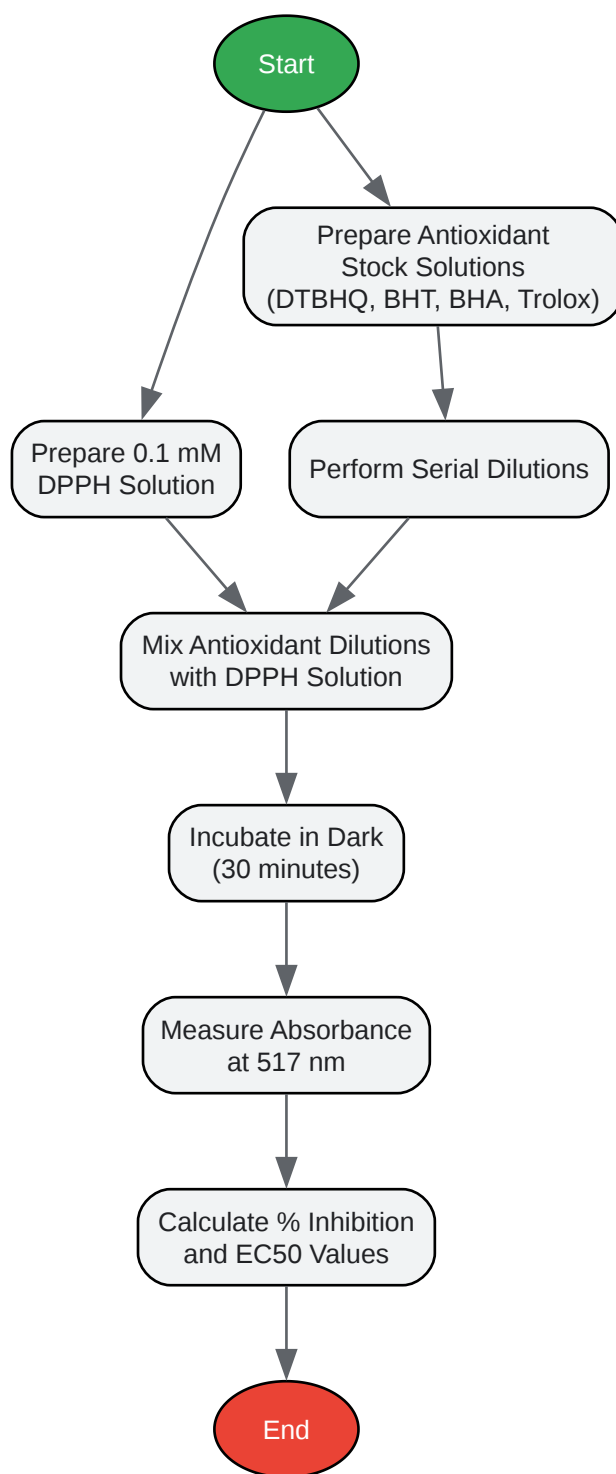 Start
Prepare Antioxidant
Stock Solutions
(DTBHQ, BHT, BHA, Trolox)
Prepare 0.1 mM
DPPH Solution
Perform Serial Dilutions
Mix Antioxidant Dilutions
with DPPH Solution
Incubate in Dark
(30 minutes)
Measure Absorbance
at 517 nm
Calculate % Inhibition
and EC50 Values
End